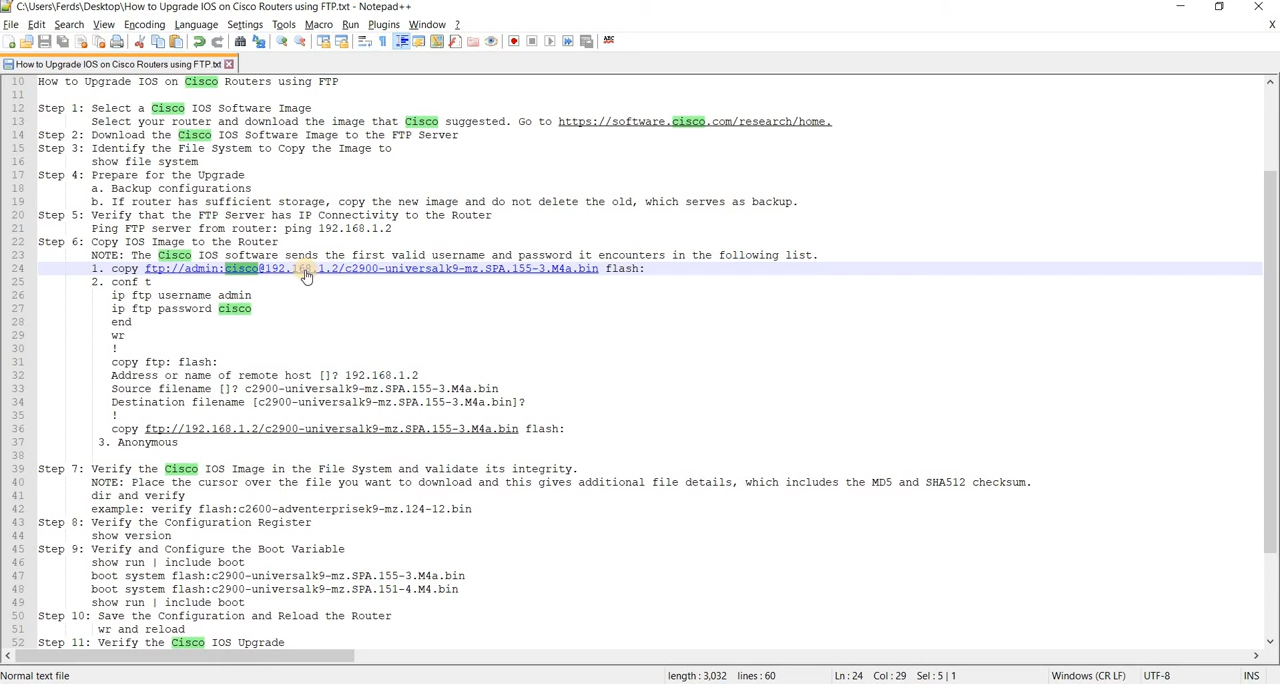 C:\Users\Ferds\Desktop\How to Upgrade IOS on Cisco Routers using FTP.txt - Notepad++
File Edit Search View Encoding Language Settings Tools Macro Run Plugins Window ? X
How to Upgrade IOS on Cisco Routers using FTP.txt
10 How to Upgrade IOS on Cisco Routers using FTP
11
12 Step 1: Select a Cisco IOS Software Image
13 Select your router and download the image that Cisco suggested. Go to https://software.cisco.com/research/home.
14 Step 2: Download the Cisco IOS Software Image to the FTP Server
15 Step 3: Identify the File System to Copy the Image to
16 show file system
17 Step 4: Prepare for the Upgrade
18 a. Backup configurations
19 b. If router has sufficient storage, copy the new image and do not delete the old, which serves as backup.
20 Step 5: Verify that the FTP Server has IP Connectivity to the Router
21 Ping FTP server from router: ping 192.168.1.2
22 Step 6: Copy IOS Image to the Router
23 NOTE: The Cisco IOS software sends the first valid username and password it encounters in the following list.
24 1. copy ftp://admin:cisco@192.168.1.2/c2900-universalk9-mz.SPA.155-3.M4a.bin flash:
25 2. conf t
26 ip ftp username admin
27 ip ftp password cisco
28 end
29 wr
30 !
31 copy ftp: flash:
32 Address or name of remote host []? 192.168.1.2
33 Source filename []? c2900-universalk9-mz.SPA.155-3.M4a.bin
34 Destination filename [c2900-universalk9-mz.SPA.155-3.M4a.bin]?
35 !
36 copy ftp://192.168.1.2/c2900-universalk9-mz.SPA.155-3.M4a.bin flash:
37 3. Anonymous
38
39 Step 7: Verify the Cisco IOS Image in the File System and validate its integrity.
40 NOTE: Place the cursor over the file you want to download and this gives additional file details, which includes the MD5 and SHA512 checksum.
41 dir and verify
42 example: verify flash:c2600-adventerprisek9-mz.124-12.bin
43 Step 8: Verify the Configuration Register
44 show version
45 Step 9: Verify and Configure the Boot Variable
46 show run | include boot
47 boot system flash:c2900-universalk9-mz.SPA.155-3.M4a.bin
48 boot system flash:c2900-universalk9-mz.SPA.151-4.M4.bin
49 show run | include boot
50 Step 10: Save the Configuration and Reload the Router
51 wr and reload
52 Step 11: Verify the Cisco IOS Upgrade
Normal text file length : 3,032 lines : 60 Ln : 24 Col : 29 Sel : 5 | 1 Windows (CR LF) UTF-8 INS